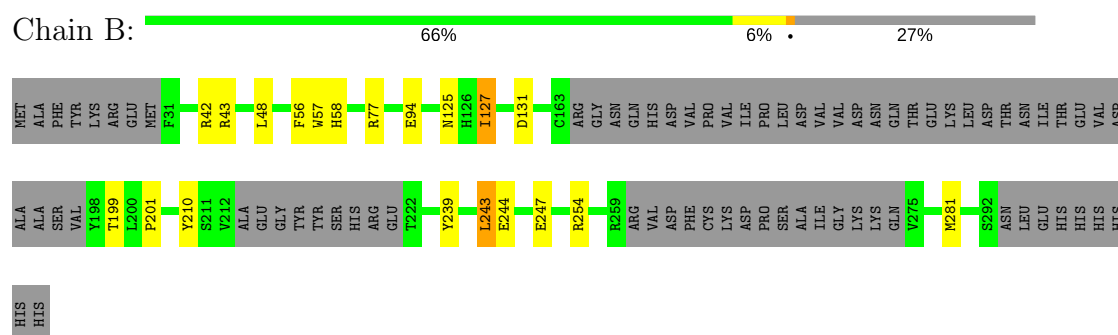 Chain B:
66% 6% • 27%
MET ALA PHE TYR LYS ARG GLU MET F31 R42 R43 L48 F56 W57 H58 R77 E94 N125 H126 I127 D131 C163 ARG GLY ASN GLN HIS ASP VAL PRO VAL ILE PRO LEU ASP VAL VAL ASP ASN GLN THR GLU LYS LEU ASP THR ASN ILE THR GLU VAL ASP
ALA ALA SER VAL Y198 T199 L200 P201 Y210 S211 V212 ALA GLU GLY TYR TYR SER HIS ARG GLU T222 Y239 L243 E244 E247 R254 R259 ARG VAL ASP PHE CYS LYS ASP PRO SER ALA ILE GLY LYS LYS GLN V275 M281 S292 ASN LEU GLU HIS HIS HIS HIS
HIS HIS